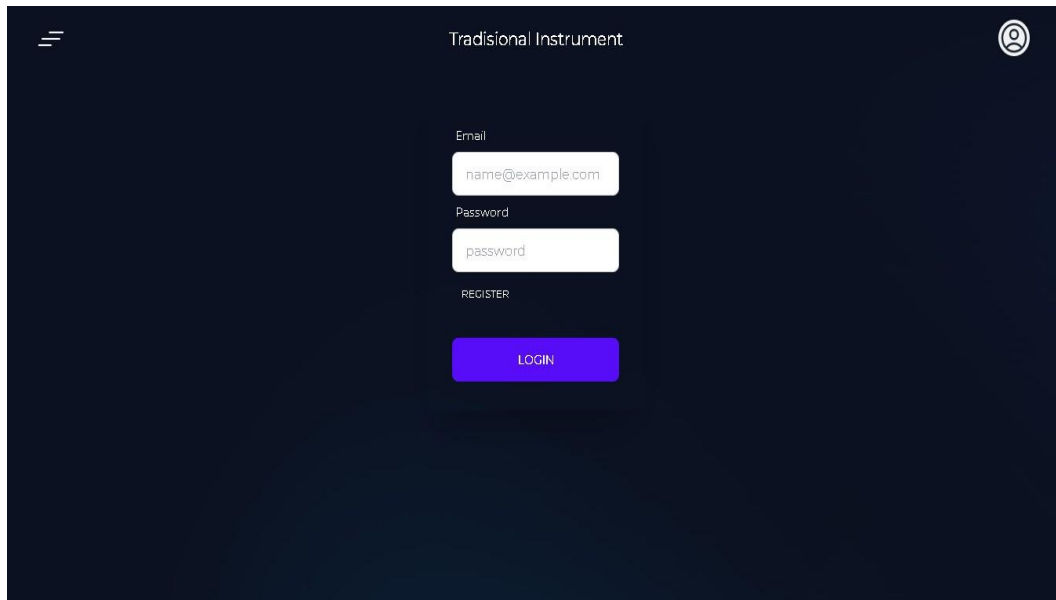 Tradisional Instrument
Email
name@example.com
Password
password
REGISTER
LOGIN